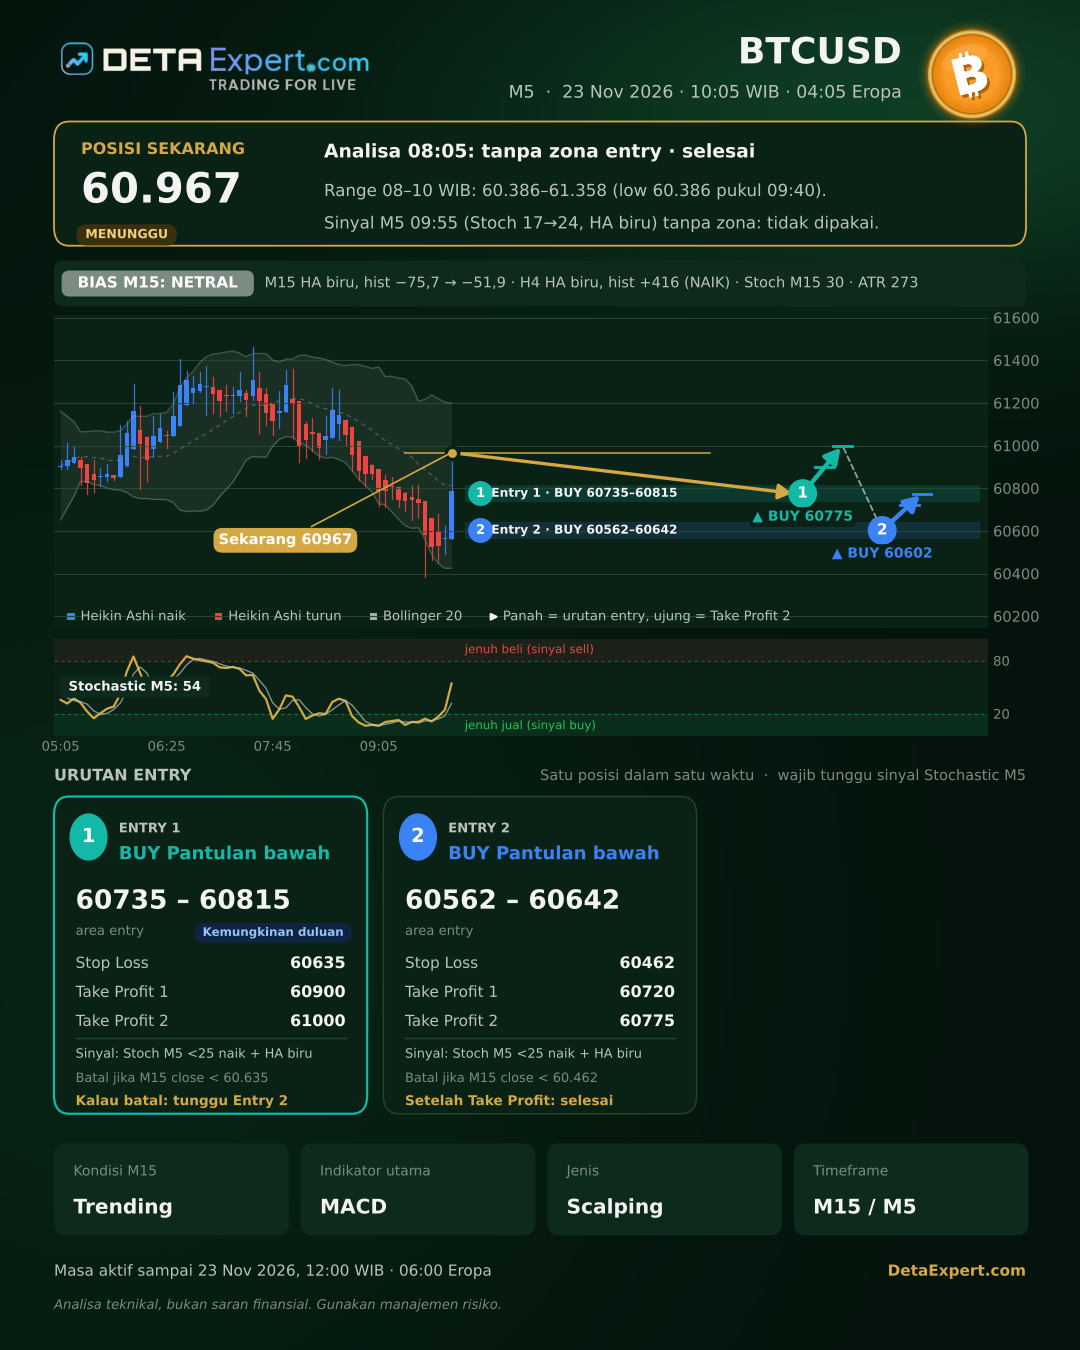 DETA Expert.com
TRADING FOR LIVE
BTCUSD
M5 · 23 Nov 2026 · 10:05 WIB · 04:05 Eropa
POSISI SEKARANG
60.967
MENUNGGU
Analisa 08:05: tanpa zona entry · selesai
Range 08–10 WIB: 60.386–61.358 (low 60.386 pukul 09:40).
Sinyal M5 09:55 (Stoch 17→24, HA biru) tanpa zona: tidak dipakai.
BIAS M15: NETRAL
M15 HA biru, hist −75,7 → −51,9 · H4 HA biru, hist +416 (NAIK) · Stoch M15 30 · ATR 273
61600
61400
61200
61000
60800
60600
60400
60200
1 Entry 1 · BUY 60735–60815
1
▲ BUY 60775
2 Entry 2 · BUY 60562–60642
2
▲ BUY 60602
Sekarang 60967
Heikin Ashi naik
Heikin Ashi turun
Bollinger 20
Panah = urutan entry, ujung = Take Profit 2
jenuh beli (sinyal sell)
80
Stochastic M5: 54
20
jenuh jual (sinyal buy)
05:05
06:25
07:45
09:05
URUTAN ENTRY
Satu posisi dalam satu waktu · wajib tunggu sinyal Stochastic M5
1
ENTRY 1
BUY Pantulan bawah
60735 – 60815
area entry
Kemungkinan duluan
Stop Loss 60635
Take Profit 1 60900
Take Profit 2 61000
Sinyal: Stoch M5 <25 naik + HA biru
Batal jika M15 close < 60.635
Kalau batal: tunggu Entry 2
2
ENTRY 2
BUY Pantulan bawah
60562 – 60642
area entry
Stop Loss 60462
Take Profit 1 60720
Take Profit 2 60775
Sinyal: Stoch M5 <25 naik + HA biru
Batal jika M15 close < 60.462
Setelah Take Profit: selesai
Kondisi M15
Trending
Indikator utama
MACD
Jenis
Scalping
Timeframe
M15 / M5
Masa aktif sampai 23 Nov 2026, 12:00 WIB · 06:00 Eropa
DetaExpert.com
Analisa teknikal, bukan saran finansial. Gunakan manajemen risiko.